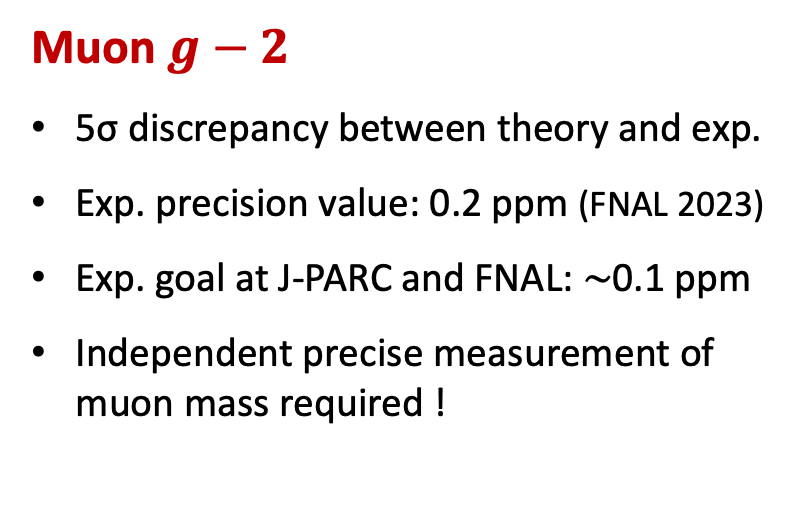 Muon g − 2
• 5σ discrepancy between theory and exp.
• Exp. precision value: 0.2 ppm (FNAL 2023)
• Exp. goal at J-PARC and FNAL: ~0.1 ppm
• Independent precise measurement of
muon mass required !